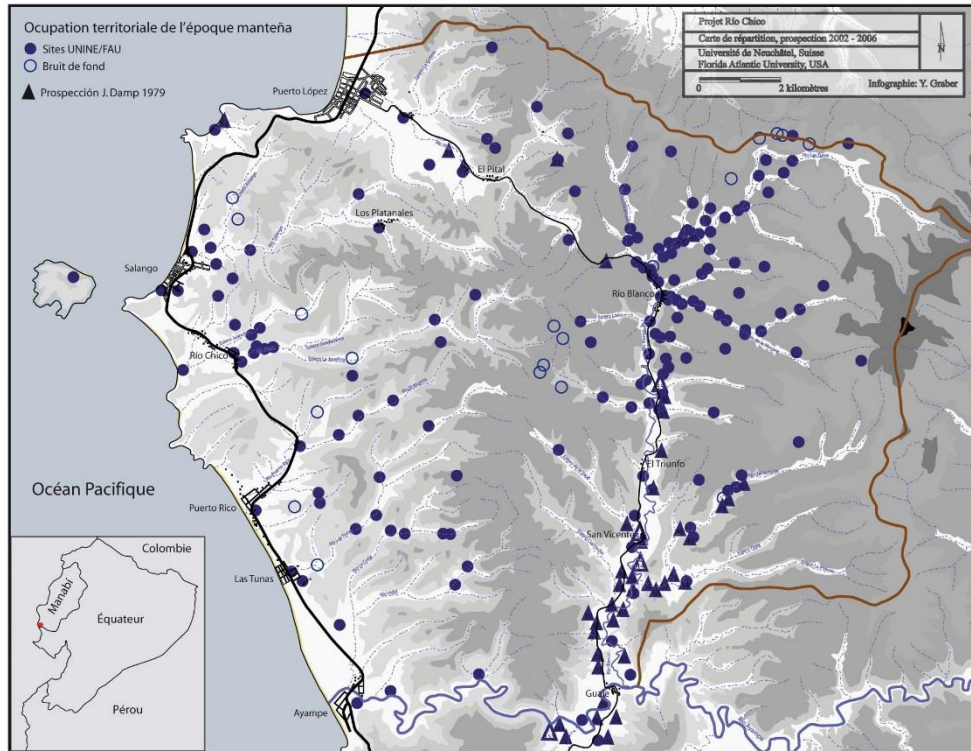 Ocupation territoriale de l'époque manteña
Sites UNINE/FAU
Bruit de fond
Prospección J. Damp 1979
Projet Río Chico
Carte de répartition, prospection 2002 - 2006
Université de Neuchâtel, Suisse
Florida Atlantic University, USA
0 2 kilomètres
Infographie: Y. Graber
N
Puerto López
El Pital
Los Platanales
Salango
Río Blanco
Río Chico
El Triunfo
Océan Pacifique
Puerto Rico
San Vicente
Las Tunas
Guale
Ayampe
Colombie
Manabí
Équateur
Pérou